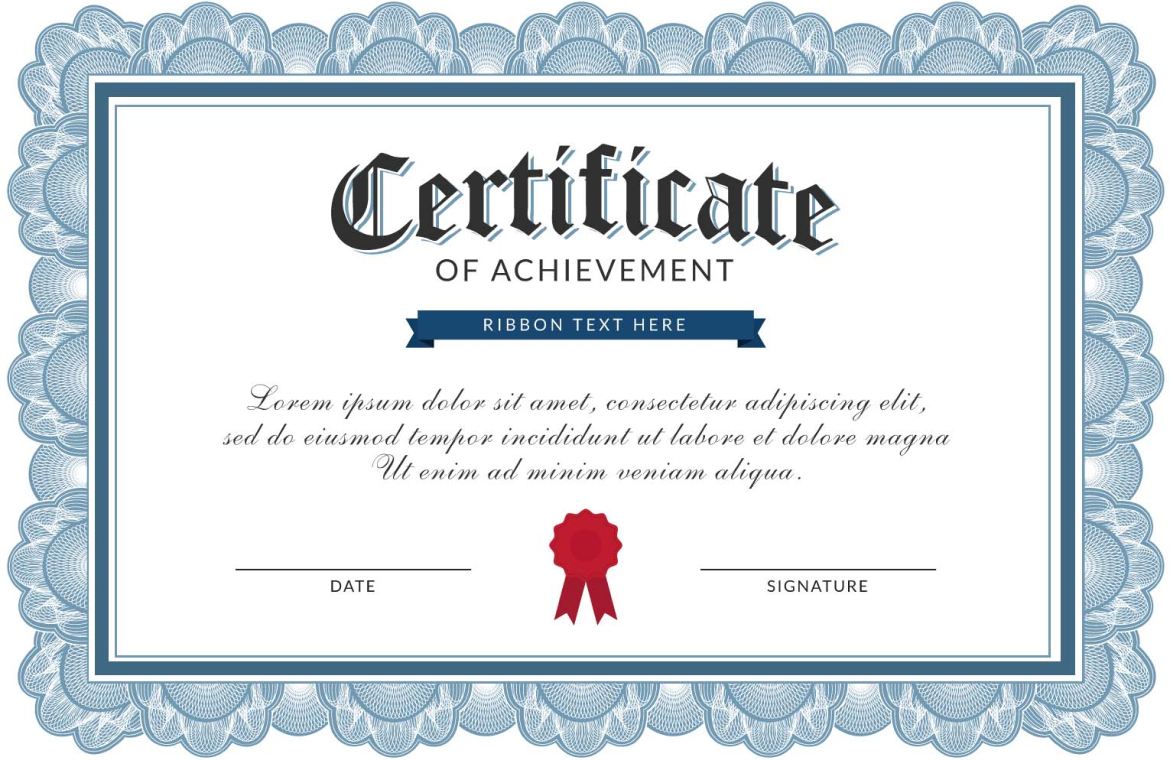 Certificate
OF ACHIEVEMENT
RIBBON TEXT HERE
Lorem ipsum dolor sit amet, consectetur adipiscing elit,
sed do eiusmod tempor incididunt ut labore et dolore magna
Ut enim ad minim veniam aliqua.
DATE
SIGNATURE